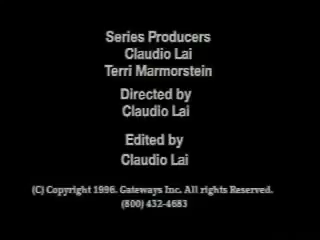 Series Producers
Claudio Lai
Terri Marmorstein
Directed by
Claudio Lai
Edited by
Claudio Lai
(C) Copyright 1996. Gateways Inc. All rights Reserved.
(800) 432-4683